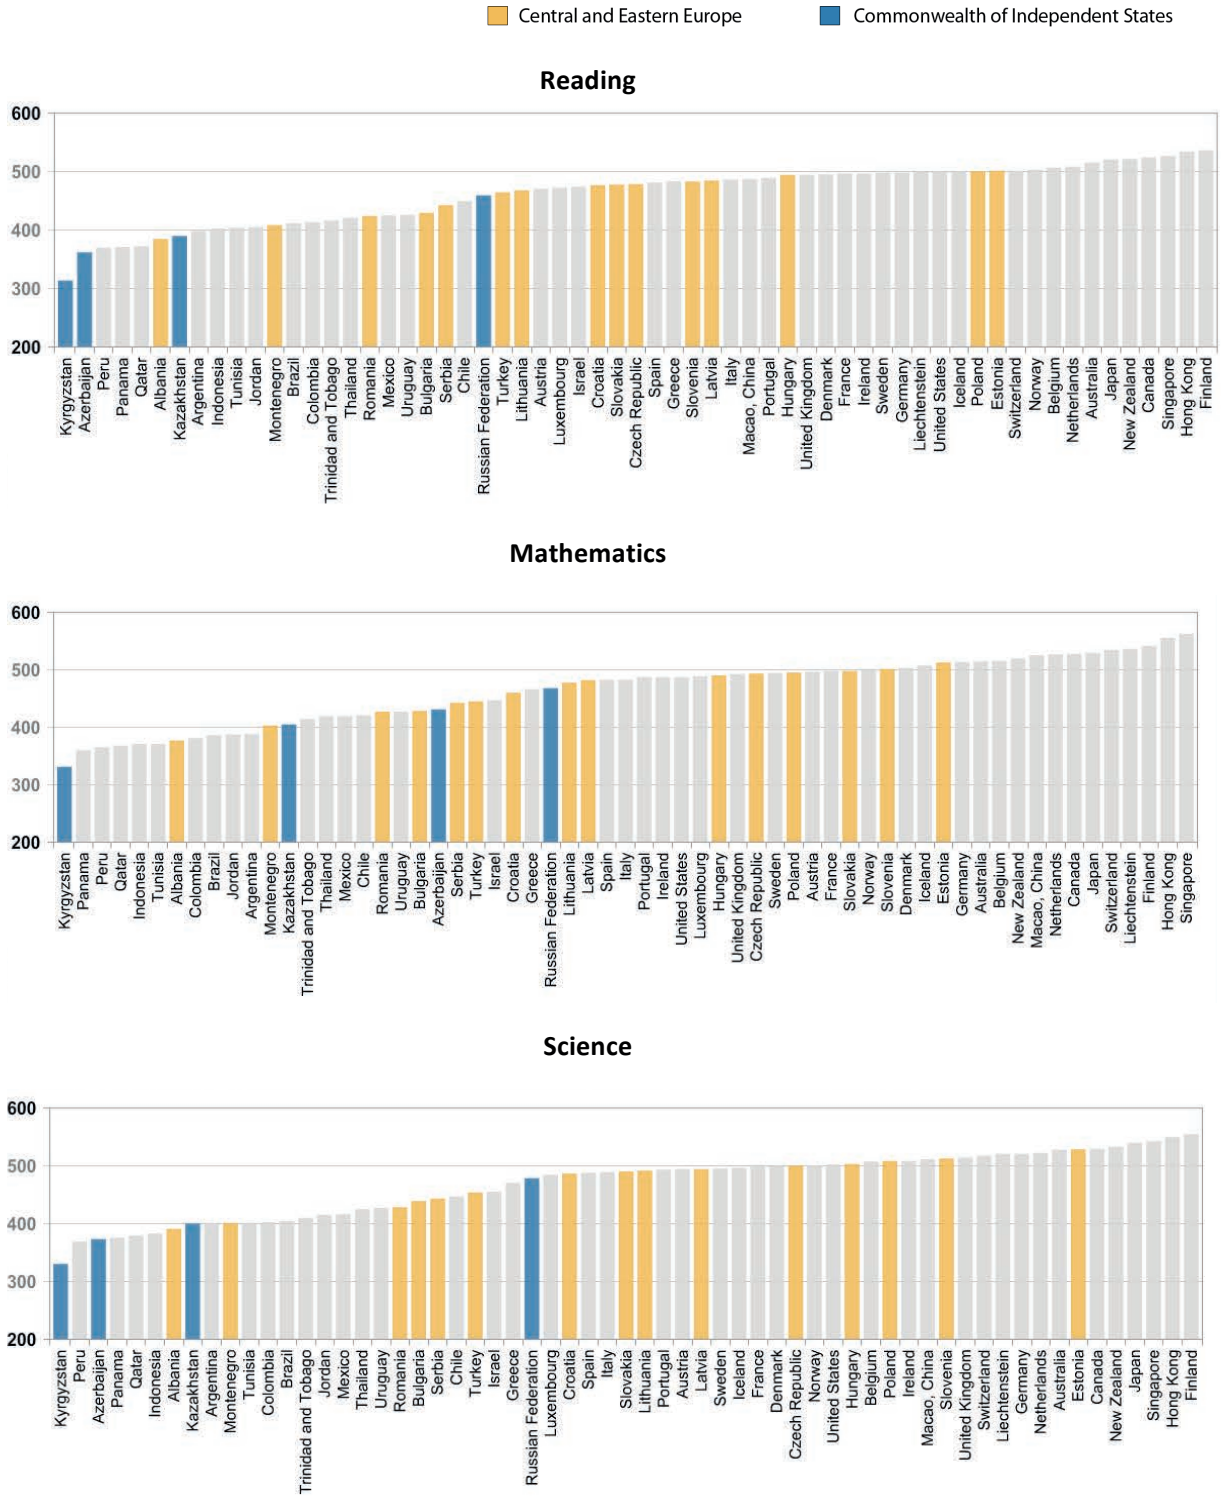 Central and Eastern Europe
Commonwealth of Independent States
Reading
600
500
400
300
200
Kyrgyzstan
Azerbaijan
Peru
Panama
Qatar
Albania
Kazakhstan
Argentina
Indonesia
Tunisia
Jordan
Montenegro
Brazil
Colombia
Trinidad and Tobago
Thailand
Romania
Mexico
Uruguay
Bulgaria
Serbia
Chile
Russian Federation
Turkey
Lithuania
Austria
Luxembourg
Israel
Croatia
Slovakia
Czech Republic
Spain
Greece
Slovenia
Latvia
Italy
Macao, China
Portugal
Hungary
United Kingdom
Denmark
France
Ireland
Sweden
Germany
Liechtenstein
United States
Iceland
Poland
Estonia
Switzerland
Norway
Belgium
Netherlands
Australia
Japan
New Zealand
Canada
Singapore
Hong Kong
Finland
Mathematics
600
500
400
300
200
Kyrgyzstan
Panama
Peru
Qatar
Indonesia
Tunisia
Albania
Colombia
Brazil
Jordan
Argentina
Montenegro
Kazakhstan
Trinidad and Tobago
Thailand
Mexico
Chile
Romania
Uruguay
Bulgaria
Azerbaijan
Serbia
Turkey
Israel
Croatia
Greece
Russian Federation
Lithuania
Latvia
Spain
Italy
Portugal
Ireland
United States
Luxembourg
Hungary
United Kingdom
Czech Republic
Sweden
Poland
Austria
France
Slovakia
Norway
Slovenia
Denmark
Iceland
Estonia
Germany
Australia
Belgium
New Zealand
Macao, China
Netherlands
Canada
Japan
Switzerland
Liechtenstein
Finland
Hong Kong
Singapore
Science
600
500
400
300
200
Kyrgyzstan
Peru
Azerbaijan
Panama
Qatar
Indonesia
Albania
Kazakhstan
Argentina
Montenegro
Tunisia
Colombia
Brazil
Trinidad and Tobago
Jordan
Mexico
Thailand
Uruguay
Romania
Bulgaria
Serbia
Chile
Turkey
Israel
Greece
Russian Federation
Luxembourg
Croatia
Spain
Italy
Slovakia
Lithuania
Portugal
Austria
Latvia
Sweden
Iceland
France
Denmark
Czech Republic
Norway
United States
Hungary
Belgium
Poland
Ireland
Macao, China
Slovenia
United Kingdom
Switzerland
Liechtenstein
Germany
Netherlands
Australia
Estonia
Canada
New Zealand
Japan
Singapore
Hong Kong
Finland